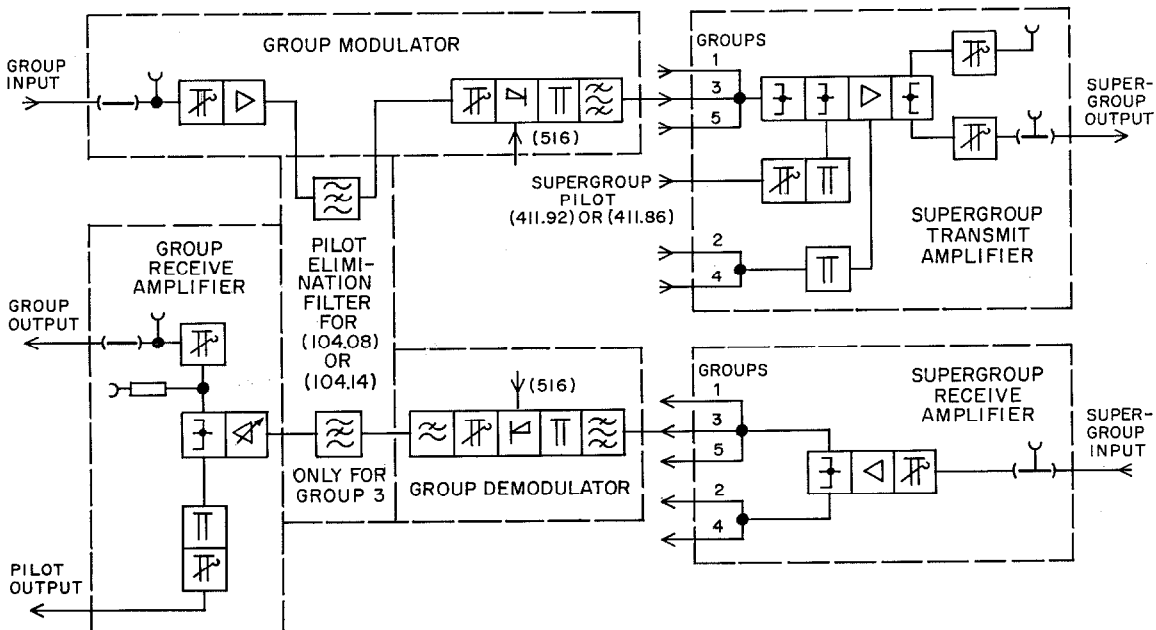 GROUP MODULATOR
GROUP
INPUT
(516)
GROUPS
1
3
5
SUPERGROUP
PILOT
(411.92) OR (411.86)
2
4
SUPER-
GROUP
OUTPUT
SUPERGROUP
TRANSMIT
AMPLIFIER
GROUP
RECEIVE
AMPLIFIER
GROUP
OUTPUT
PILOT
OUTPUT
PILOT
ELIMI-
NATION
FILTER
FOR
(104.08)
OR
(104.14)
ONLY FOR
GROUP 3
(516)
GROUP DEMODULATOR
GROUPS
1
3
5
2
4
SUPERGROUP
RECEIVE
AMPLIFIER
SUPER-
GROUP
INPUT